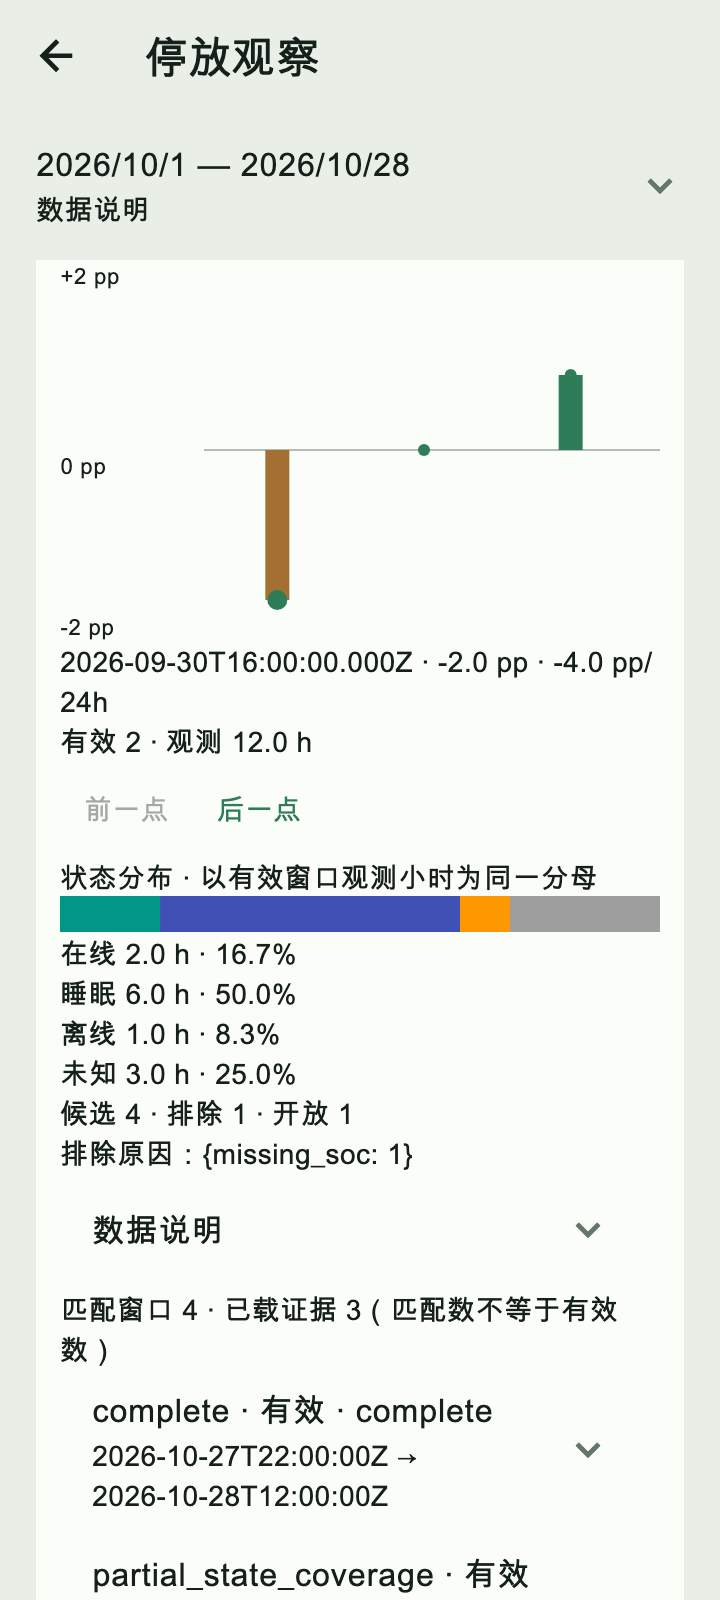 停放观察
2026/10/1 — 2026/10/28
数据说明
+2 pp
0 pp
-2 pp
2026-09-30T16:00:00.000Z · -2.0 pp · -4.0 pp/
24h
有效 2 · 观测 12.0 h
前一点 后一点
状态分布 · 以有效窗口观测小时为同一分母
在线 2.0 h · 16.7%
睡眠 6.0 h · 50.0%
离线 1.0 h · 8.3%
未知 3.0 h · 25.0%
候选 4 · 排除 1 · 开放 1
排除原因：{missing_soc: 1}
数据说明
匹配窗口 4 · 已载证据 3（匹配数不等于有效
数）
complete · 有效 · complete
2026-10-27T22:00:00Z →
2026-10-28T12:00:00Z
partial_state_coverage · 有效